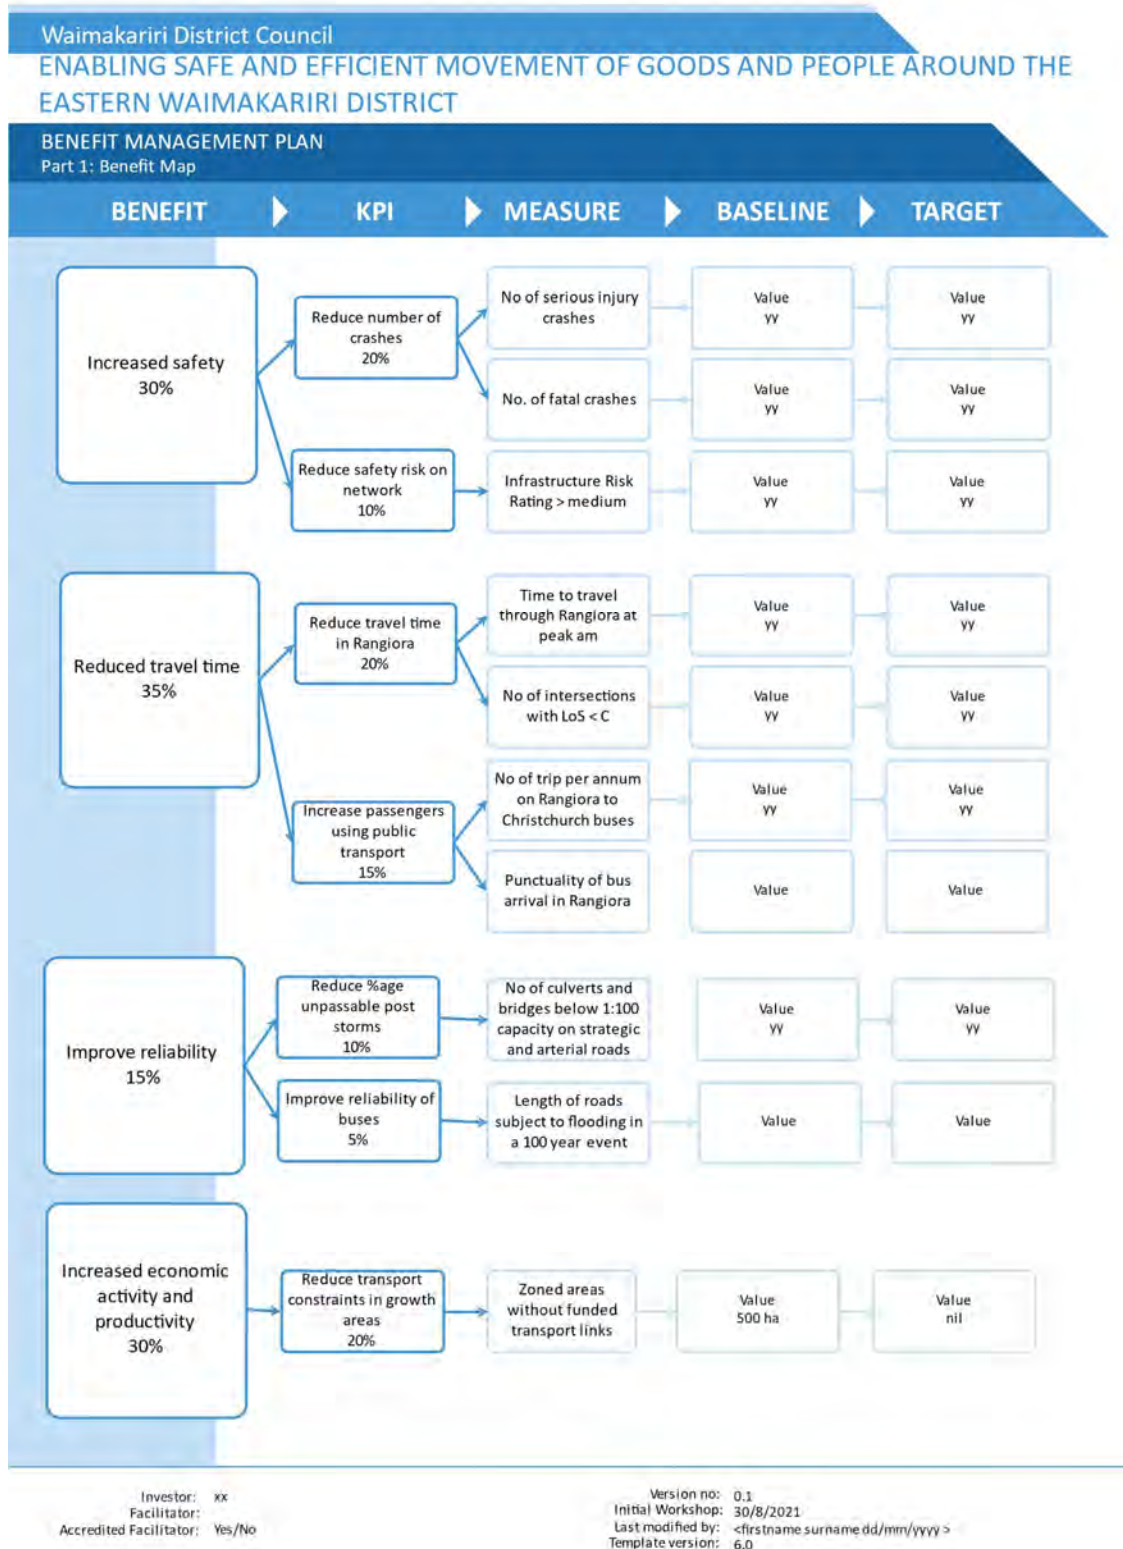 Waimakariri District Council
ENABLING SAFE AND EFFICIENT MOVEMENT OF GOODS AND PEOPLE AROUND THE
EASTERN WAIMAKARIRI DISTRICT
BENEFIT MANAGEMENT PLAN
Part 1: Benefit Map
BENEFIT
KPI
MEASURE
BASELINE
TARGET
Increased safety
30%
Reduce number of
crashes
20%
No of serious injury
crashes
Value
yy
Value
yy
No. of fatal crashes
Value
yy
Value
yy
Reduce safety risk on
network
10%
Infrastructure Risk
Rating > medium
Value
yy
Value
yy
Reduced travel time
35%
Reduce travel time
in Rangiora
20%
Time to travel
through Rangiora at
peak am
Value
yy
Value
yy
No of intersections
with LoS < C
Value
yy
Value
yy
Increase passengers
using public
transport
15%
No of trip per annum
on Rangiora to
Christchurch buses
Value
yy
Value
yy
Punctuality of bus
arrival in Rangiora
Value
Value
Improve reliability
15%
Reduce %age
unpassable post
storms
10%
No of culverts and
bridges below 1:100
capacity on strategic
and arterial roads
Value
yy
Value
yy
Improve reliability of
buses
5%
Length of roads
subject to flooding in
a 100 year event
Value
Value
Increased economic
activity and
productivity
30%
Reduce transport
constraints in growth
areas
20%
Zoned areas
without funded
transport links
Value
500 ha
Value
nil
Investor: xx
Facilitator:
Accredited Facilitator: Yes/No
Version no: 0.1
Initial Workshop: 30/8/2021
Last modified by: <firstname surname dd/mm/yyyy >
Template version: 6.0